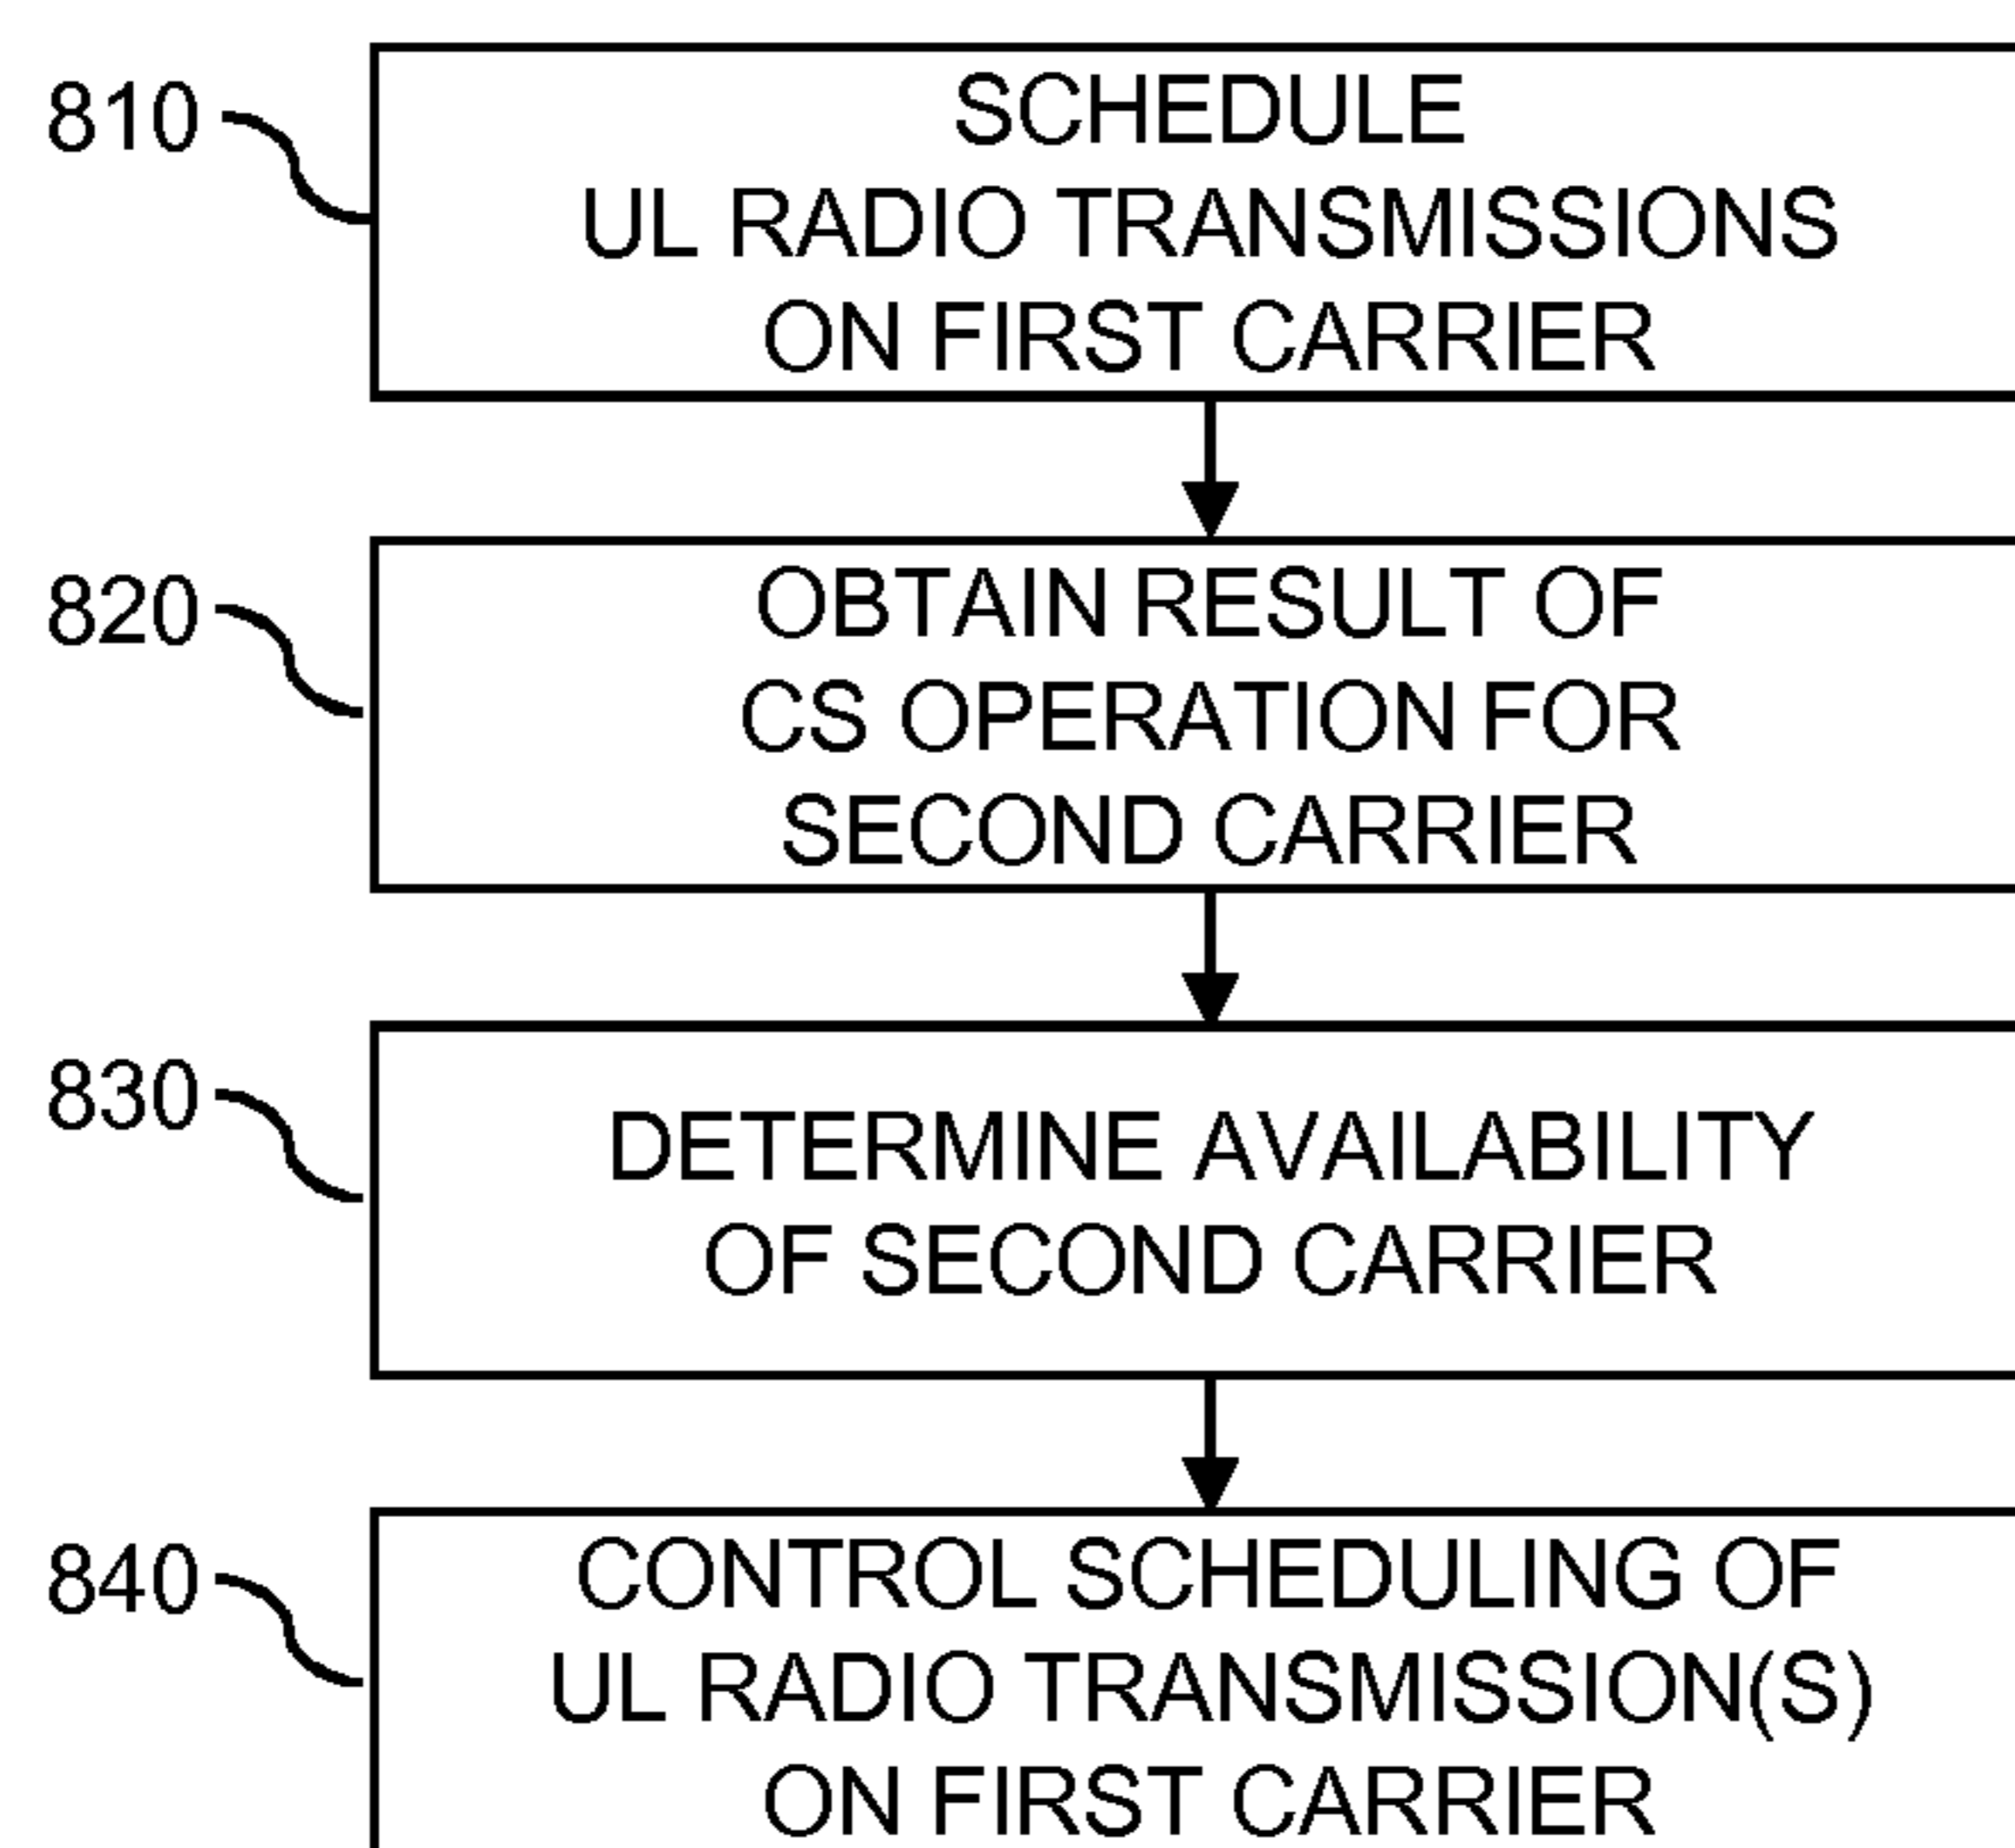 810
SCHEDULE
UL RADIO TRANSMISSIONS
ON FIRST CARRIER
820
OBTAIN RESULT OF
CS OPERATION FOR
SECOND CARRIER
830
DETERMINE AVAILABILITY
OF SECOND CARRIER
840
CONTROL SCHEDULING OF
UL RADIO TRANSMISSION(S)
ON FIRST CARRIER